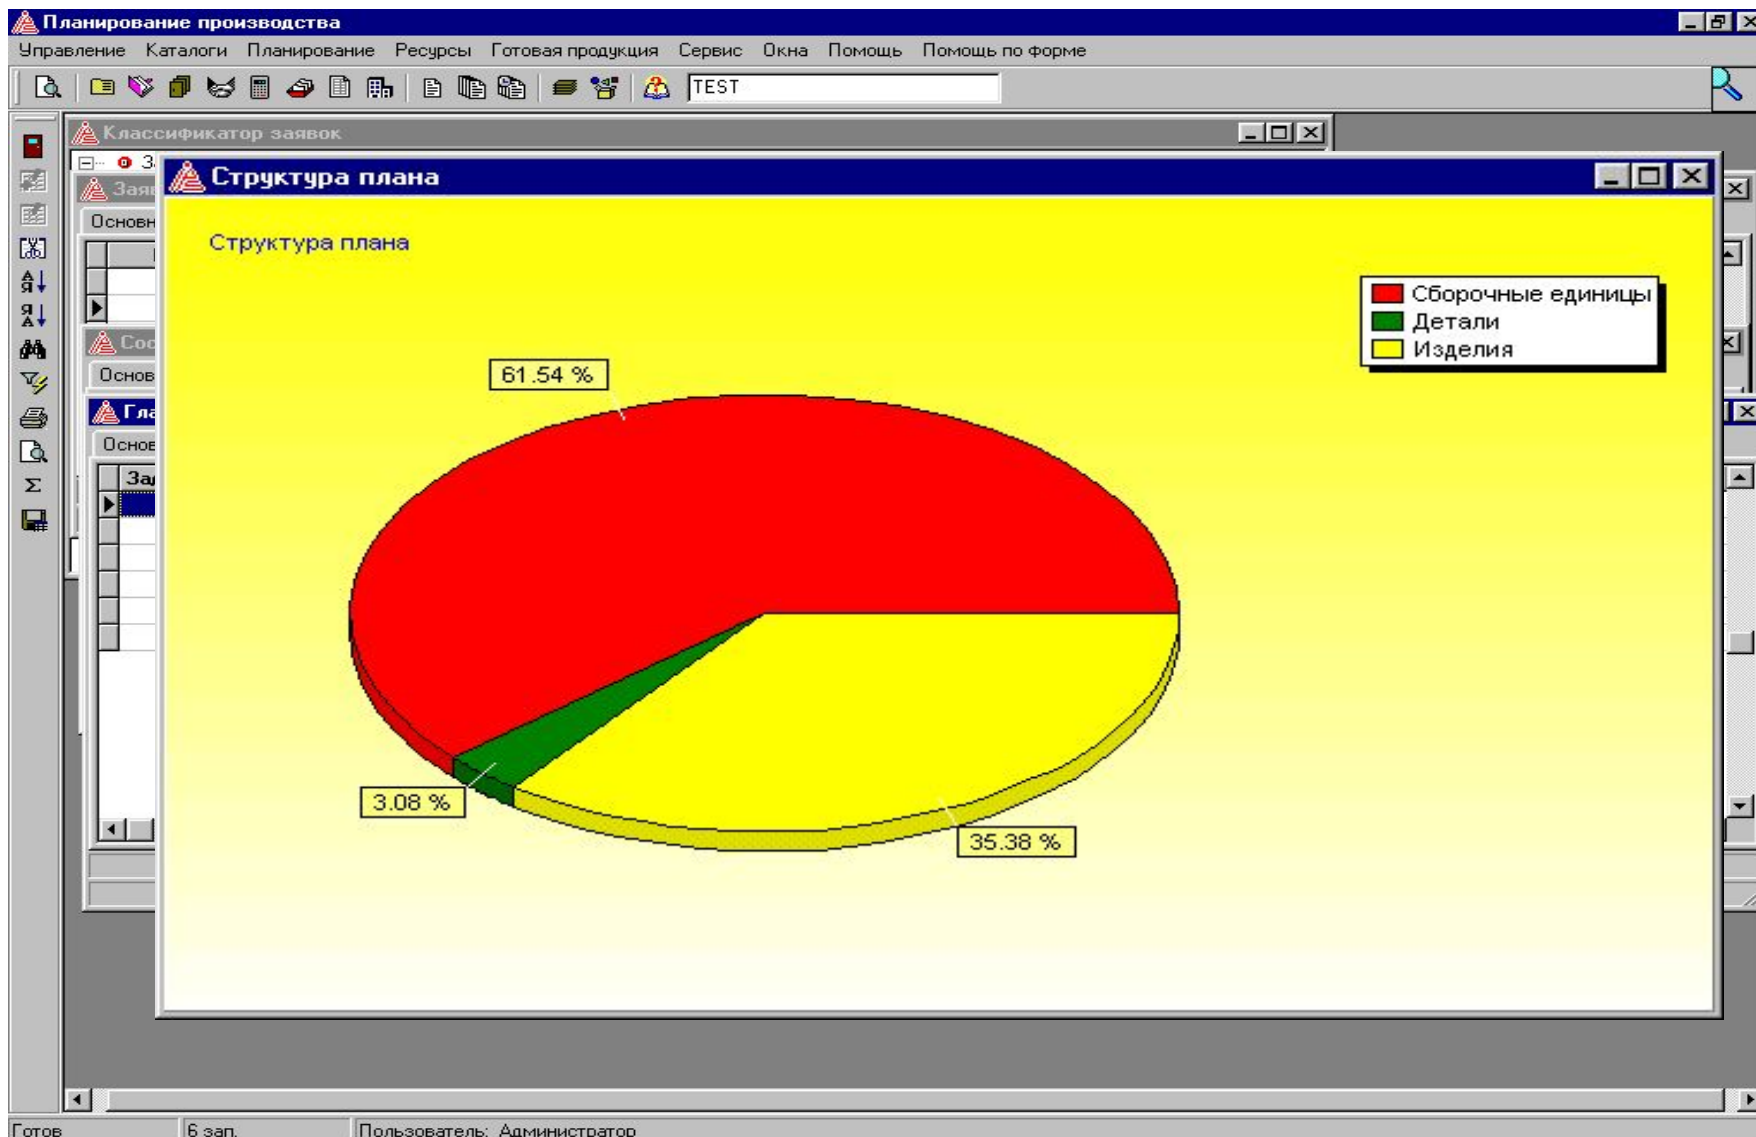 Планирование производства
Управление Каталоги Планирование Ресурсы Готовая продукция Сервис Окна Помощь Помощь по форме
TEST
Классификатор заявок
Структура плана
Структура плана
Сборочные единицы
Детали
Изделия
61.54 %
3.08 %
35.38 %
Готов 6 зап. Пользователь: Администратор